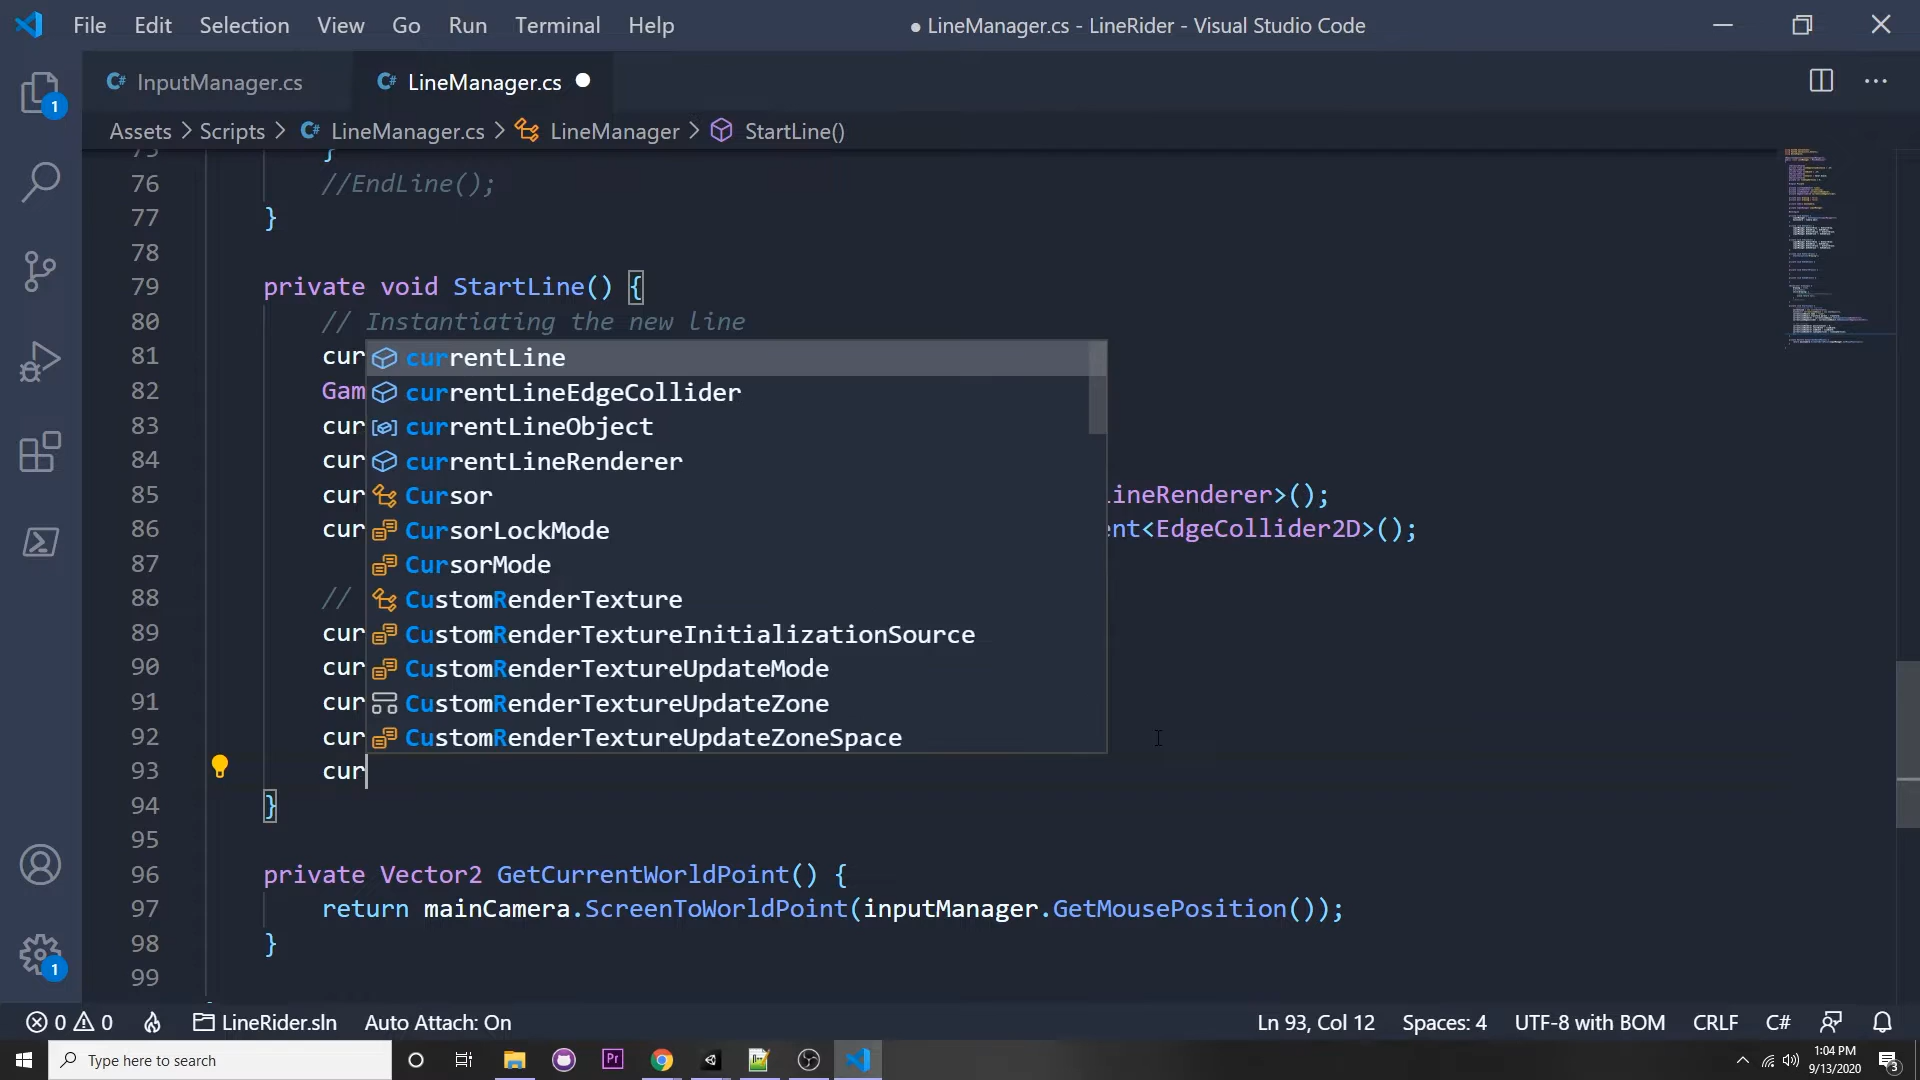 File Edit Selection View Go Run Terminal Help
● LineManager.cs - LineRider - Visual Studio Code
InputManager.cs
LineManager.cs ●
Assets > Scripts > LineManager.cs > LineManager > StartLine()
75 }
76 //EndLine();
77 }
78
79 private void StartLine() {
80 // Instantiating the new line
81 cur
82 Gam
83 cur
84 cur
85 cur LineRenderer>();
86 cur nt<EdgeCollider2D>();
87
88 //
89 cur
90 cur
91 cur
92 cur
93 cur
94 }
95
96 private Vector2 GetCurrentWorldPoint() {
97 return mainCamera.ScreenToWorldPoint(inputManager.GetMousePosition());
98 }
99
currentLine
currentLineEdgeCollider
currentLineObject
currentLineRenderer
Cursor
CursorLockMode
CursorMode
CustomRenderTexture
CustomRenderTextureInitializationSource
CustomRenderTextureUpdateMode
CustomRenderTextureUpdateZone
CustomRenderTextureUpdateZoneSpace
1
1
0 0 LineRider.sln Auto Attach: On
Ln 93, Col 12 Spaces: 4 UTF-8 with BOM CRLF C#
Type here to search
Pr
1:04 PM
9/13/2020
3